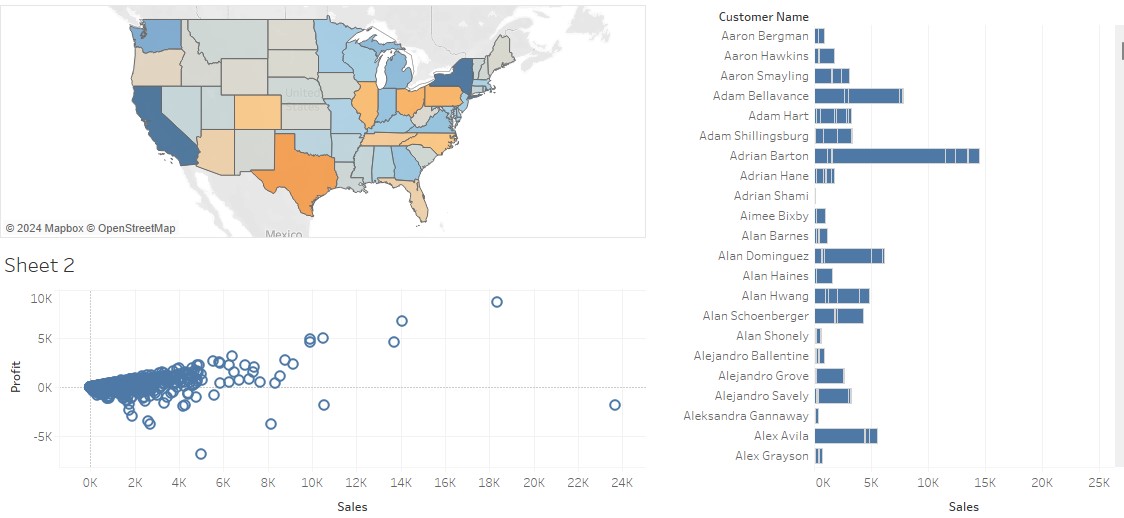 United
States
© 2024 Mapbox © OpenStreetMap
Mexico
Sheet 2
Profit
10K
5K
0K
-5K
0K 2K 4K 6K 8K 10K 12K 14K 16K 18K 20K 22K 24K
Sales
Customer Name
Aaron Bergman
Aaron Hawkins
Aaron Smayling
Adam Bellavance
Adam Hart
Adam Shillingsburg
Adrian Barton
Adrian Hane
Adrian Shami
Aimee Bixby
Alan Barnes
Alan Dominguez
Alan Haines
Alan Hwang
Alan Schoenberger
Alan Shonely
Alejandro Ballentine
Alejandro Grove
Alejandro Savely
Aleksandra Gannaway
Alex Avila
Alex Grayson
0K 5K 10K 15K 20K 25K
Sales